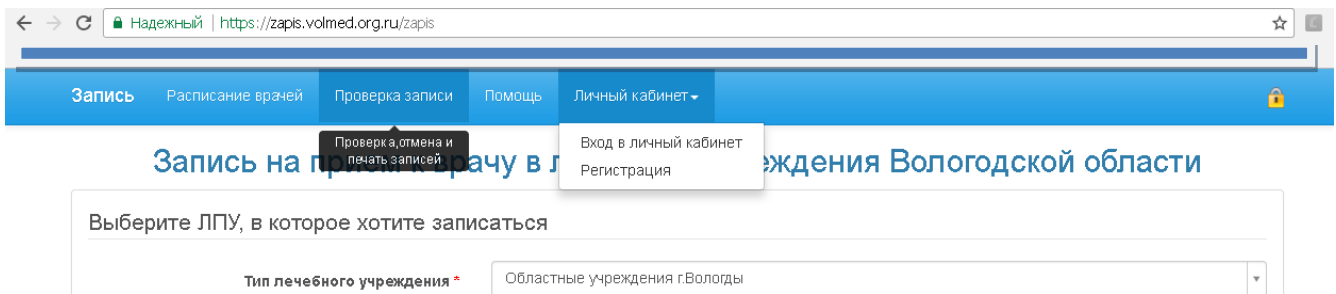 Надежный | https://zapis.volmed.org.ru/zapis
Запись Расписание врачей Проверка записи Помощь Личный кабинет
Проверка,отмена и
печать записей
Вход в личный кабинет
Регистрация
Запись на прием к врачу в л ждения Вологодской области
Выберите ЛПУ, в которое хотите записаться
Тип лечебного учреждения *
Областные учреждения г.Вологды